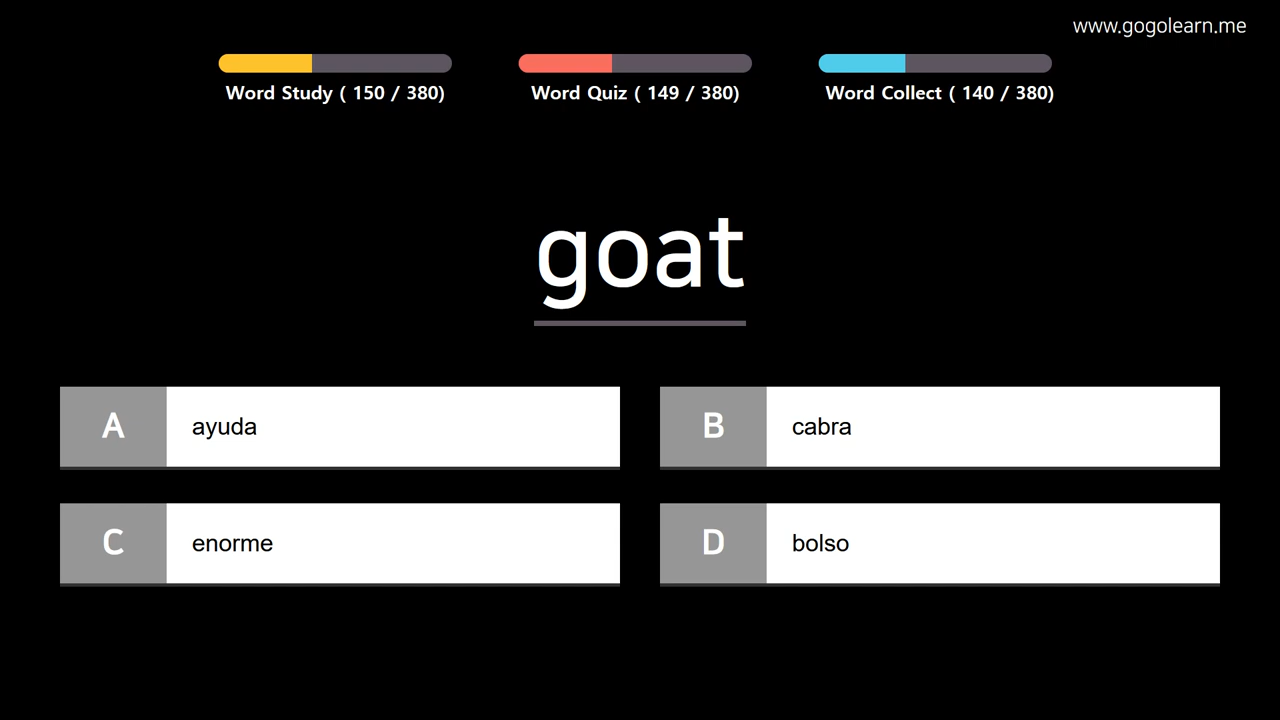 www.gogolearn.me
Word Study ( 150 / 380)
Word Quiz ( 149 / 380)
Word Collect ( 140 / 380)
goat
A ayuda
B cabra
C enorme
D bolso